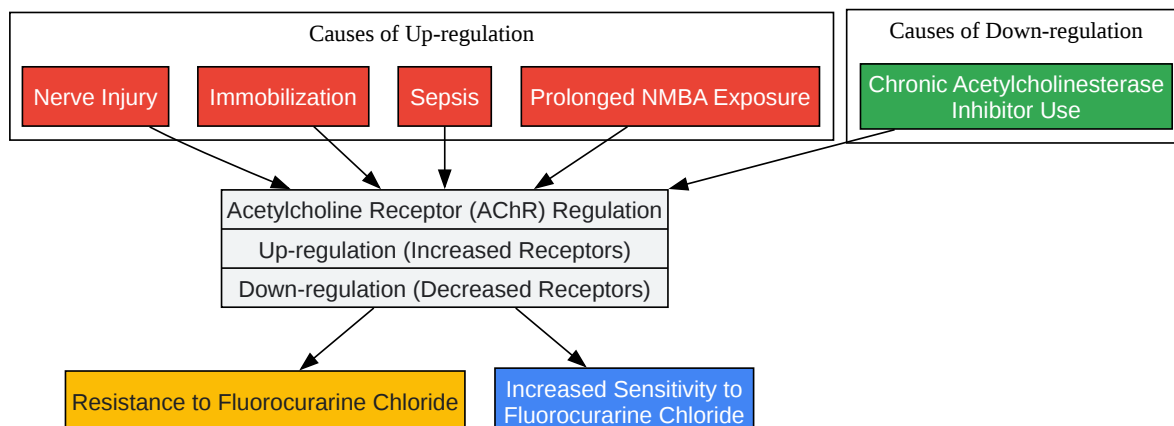 Causes of Up-regulation
Causes of Down-regulation
Nerve Injury
Immobilization
Sepsis
Prolonged NMBA Exposure
Chronic Acetylcholinesterase
Inhibitor Use
Acetylcholine Receptor (AChR) Regulation
Up-regulation (Increased Receptors)
Down-regulation (Decreased Receptors)
Resistance to Fluorocurarine Chloride
Increased Sensitivity to
Fluorocurarine Chloride